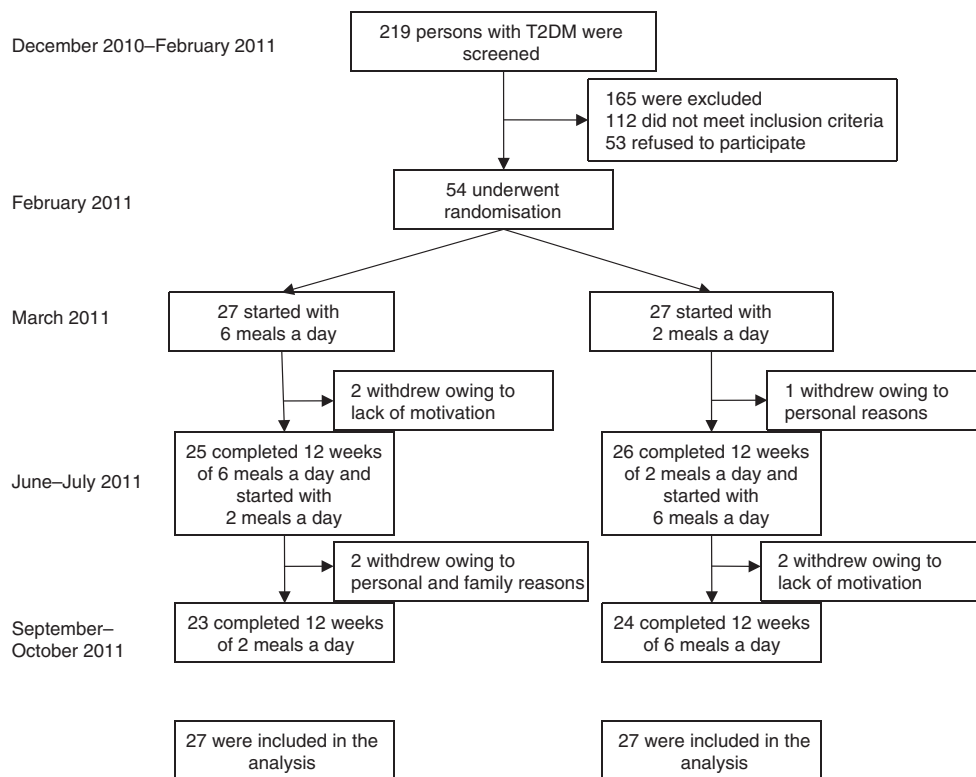 December 2010–February 2011
219 persons with T2DM were
screened
165 were excluded
112 did not meet inclusion criteria
53 refused to participate
February 2011
54 underwent
randomisation
March 2011
27 started with
6 meals a day
27 started with
2 meals a day
2 withdrew owing to
lack of motivation
1 withdrew owing to
personal reasons
June–July 2011
25 completed 12 weeks
of 6 meals a day and
started with
2 meals a day
26 completed 12 weeks
of 2 meals a day and
started with
6 meals a day
2 withdrew owing to
personal and family reasons
2 withdrew owing to
lack of motivation
September–
October 2011
23 completed 12 weeks
of 2 meals a day
24 completed 12 weeks
of 6 meals a day
27 were included in the
analysis
27 were included in the
analysis